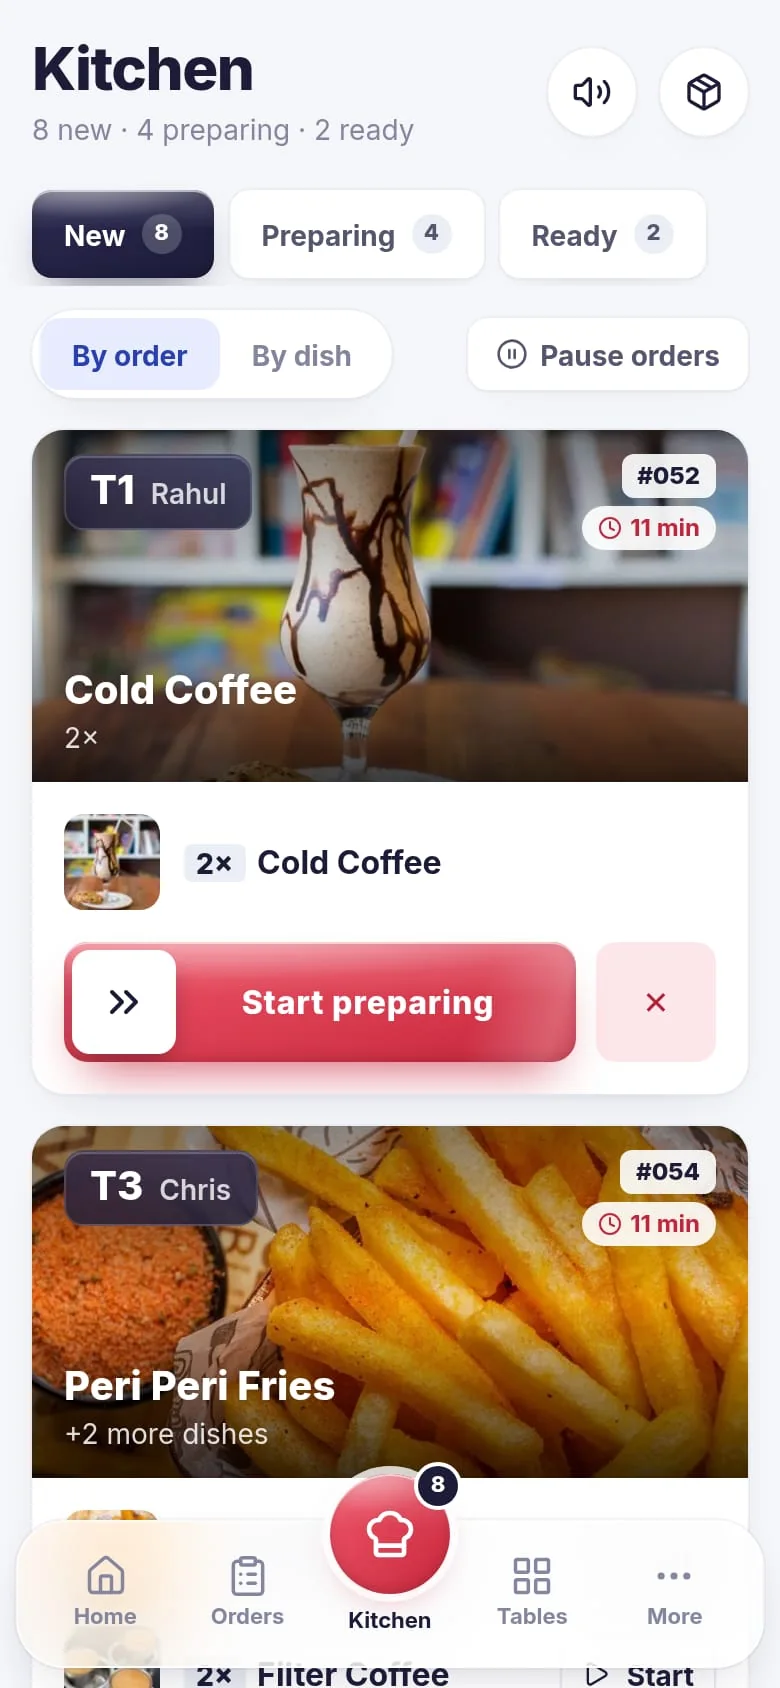 Kitchen
8 new · 4 preparing · 2 ready
New 8
Preparing 4
Ready 2
By order
By dish
Pause orders
T1 Rahul
#052
11 min
Cold Coffee
2×
2× Cold Coffee
Start preparing
T3 Chris
#054
11 min
Peri Peri Fries
+2 more dishes
8
Home
Orders
Kitchen
Tables
More
2× Filter Coffee
Start